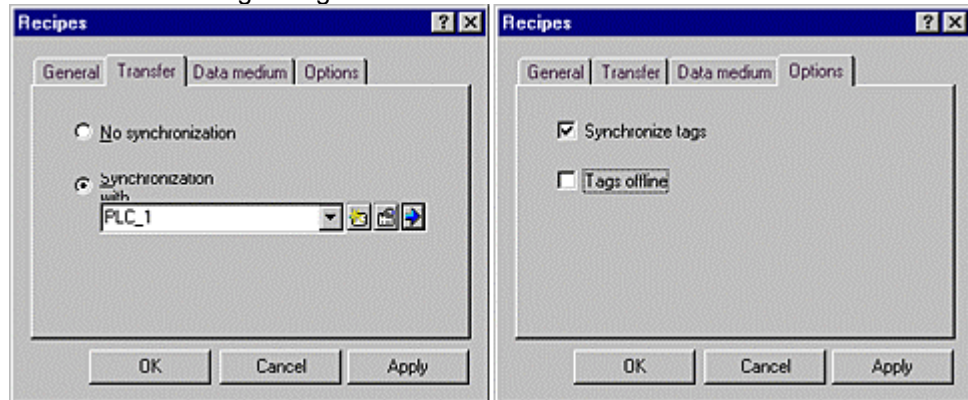 Recipes
General Transfer Data medium Options
No synchronization
Synchronization
with
PLC_1
OK Cancel Apply
Recipes
General Transfer Data medium Options
Synchronize tags
Tags offline
OK Cancel Apply